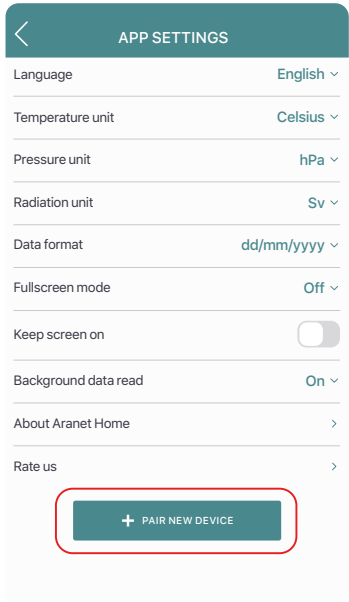 APP SETTINGS
Language English
Temperature unit Celsius
Pressure unit hPa
Radiation unit Sv
Data format dd/mm/yyyy
Fullscreen mode Off
Keep screen on
Background data read On
About Aranet Home
Rate us
PAIR NEW DEVICE